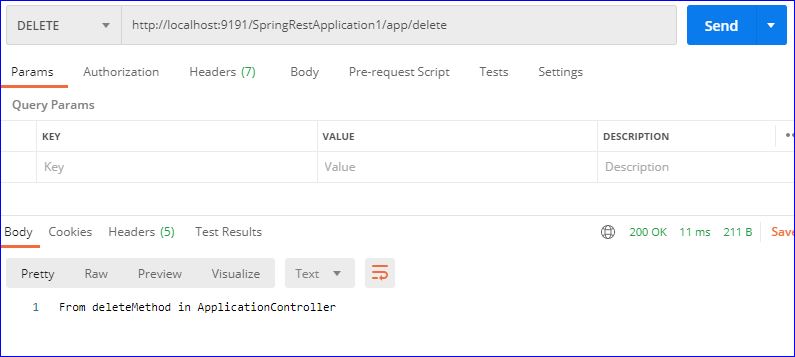 DELETE http://localhost:9191/SpringRestApplication1/app/delete Send
Params Authorization Headers (7) Body Pre-request Script Tests Settings
Query Params
KEY VALUE DESCRIPTION
Key Value Description
Body Cookies Headers (5) Test Results 200 OK 11 ms 211 B Save
Pretty Raw Preview Visualize Text
1 From deleteMethod in ApplicationController